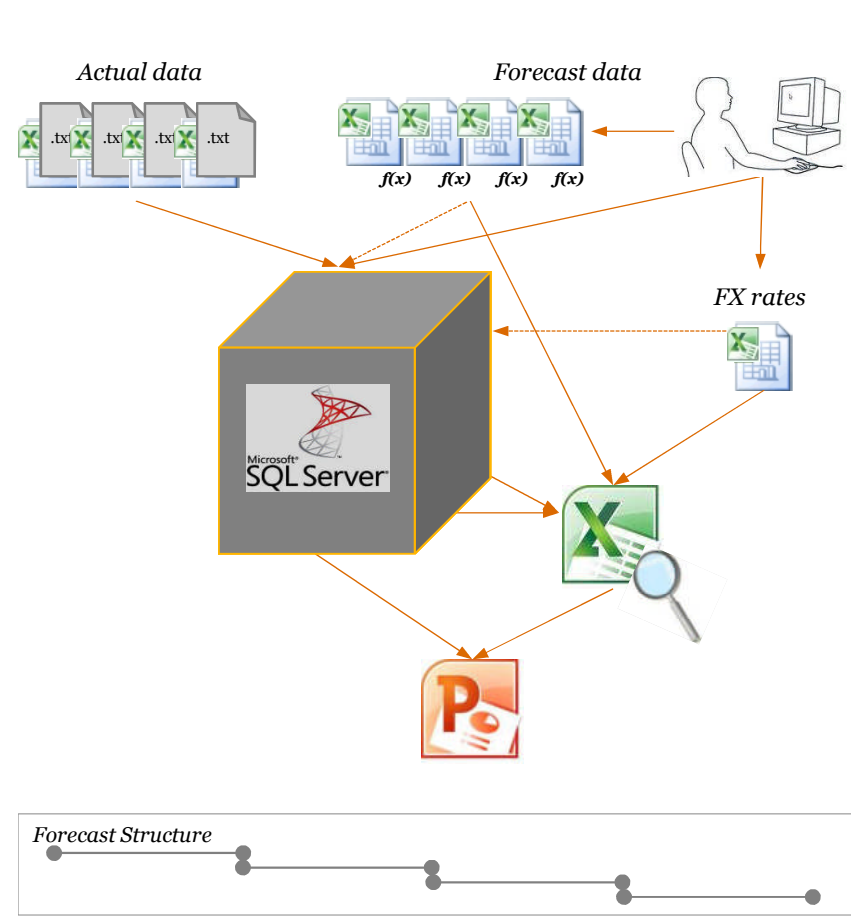 Actual data
Forecast data
.txt .txt .txt .txt
f(x) f(x) f(x) f(x)
FX rates
Microsoft®
SQL Server®
Forecast Structure